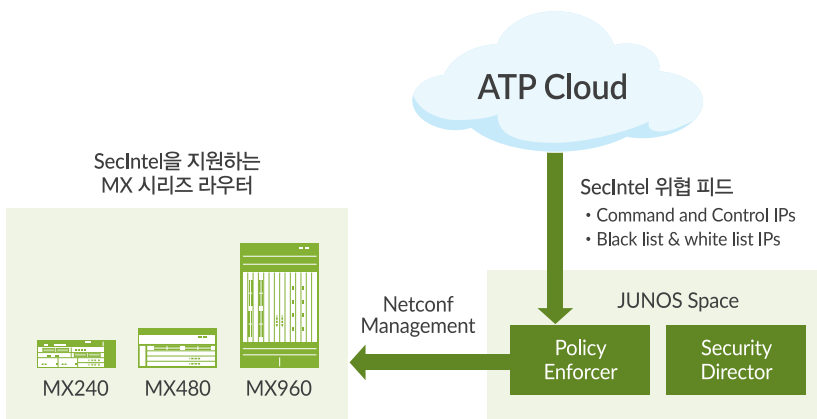 ATP Cloud
SecIntel을 지원하는
MX 시리즈 라우터
SecIntel 위협 피드
· Command and Control IPs
· Black list & white list IPs
Netconf
Management
JUNOS Space
Policy
Enforcer
Security
Director
MX240
MX480
MX960